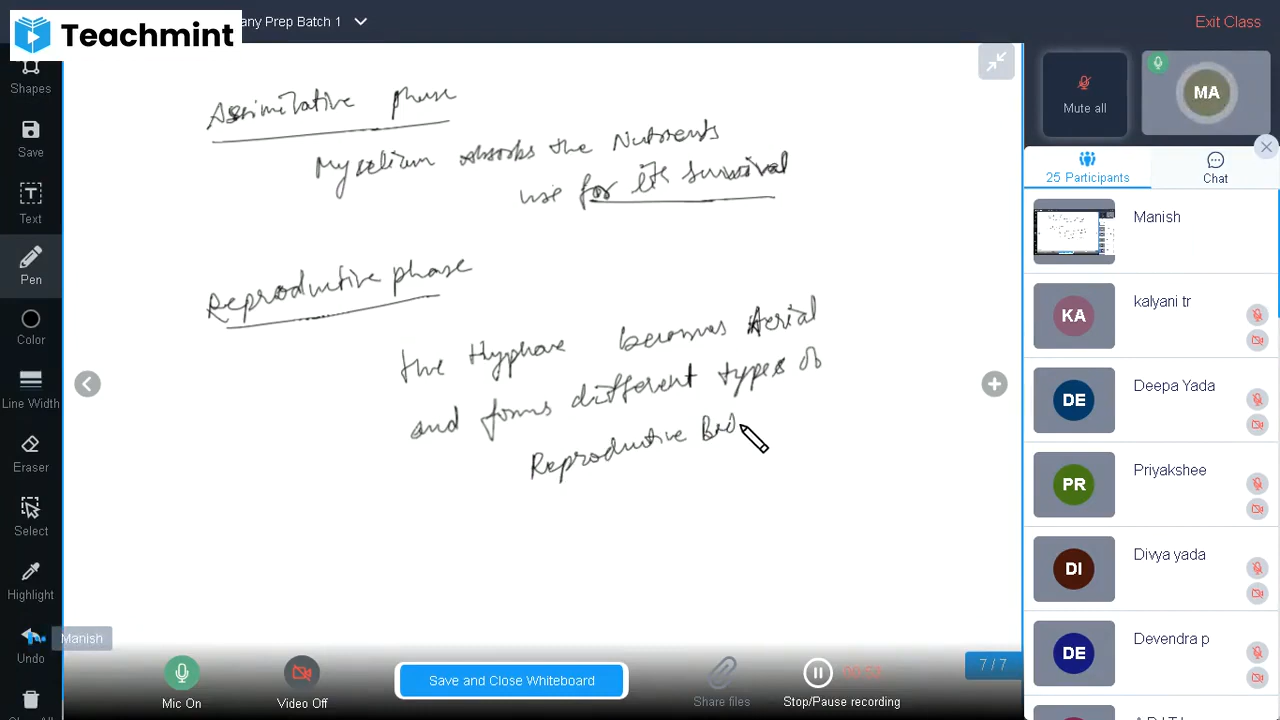 Teachmint
any Prep Batch 1
Exit Class
Shapes
Save
Text
Pen
Color
Line Width
Eraser
Select
Highlight
Undo
Manish
Assimilative phase
Mycelium absorbs the Nutrients
use for its survival
Reproductive phase
the Hyphae becomes Aerial
and forms different types of
Reproductive
Mute all
MA
25 Participants
Chat
Manish
KA
kalyani tr
DE
Deepa Yada
PR
Priyakshee
DI
Divya yada
DE
Devendra p
7 / 7
Mic On
Video Off
Save and Close Whiteboard
Share files
Stop/Pause recording